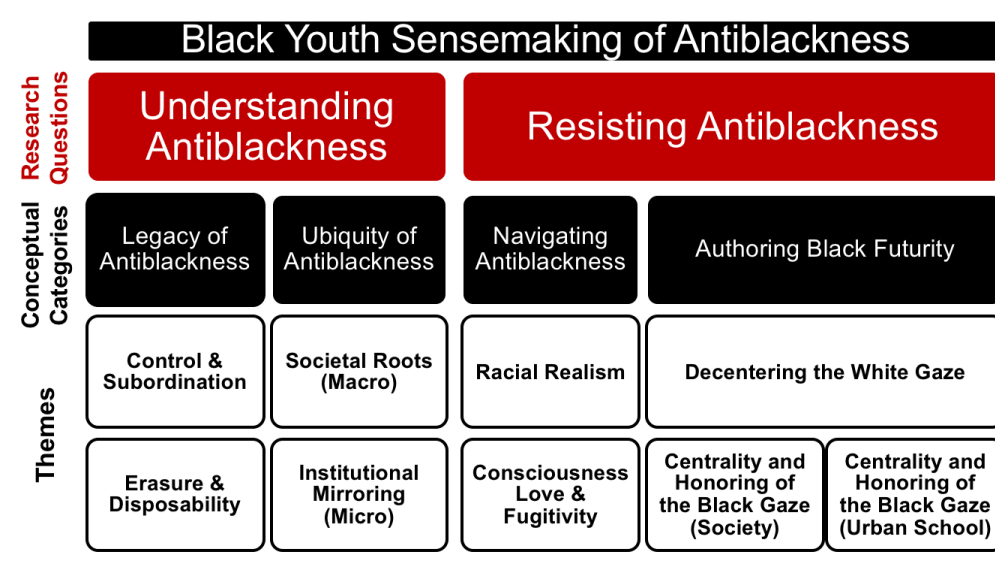 Black Youth Sensemaking of Antiblackness
Research
Questions
Understanding
Antiblackness
Resisting Antiblackness
Conceptual
Categories
Legacy of
Antiblackness
Ubiquity of
Antiblackness
Navigating
Antiblackness
Authoring Black Futurity
Themes
Control &
Subordination
Societal Roots
(Macro)
Racial Realism
Decentering the White Gaze
Erasure &
Disposability
Institutional
Mirroring
(Micro)
Consciousness
Love &
Fugitivity
Centrality and
Honoring of
the Black Gaze
(Society)
Centrality and
Honoring of
the Black Gaze
(Urban School)